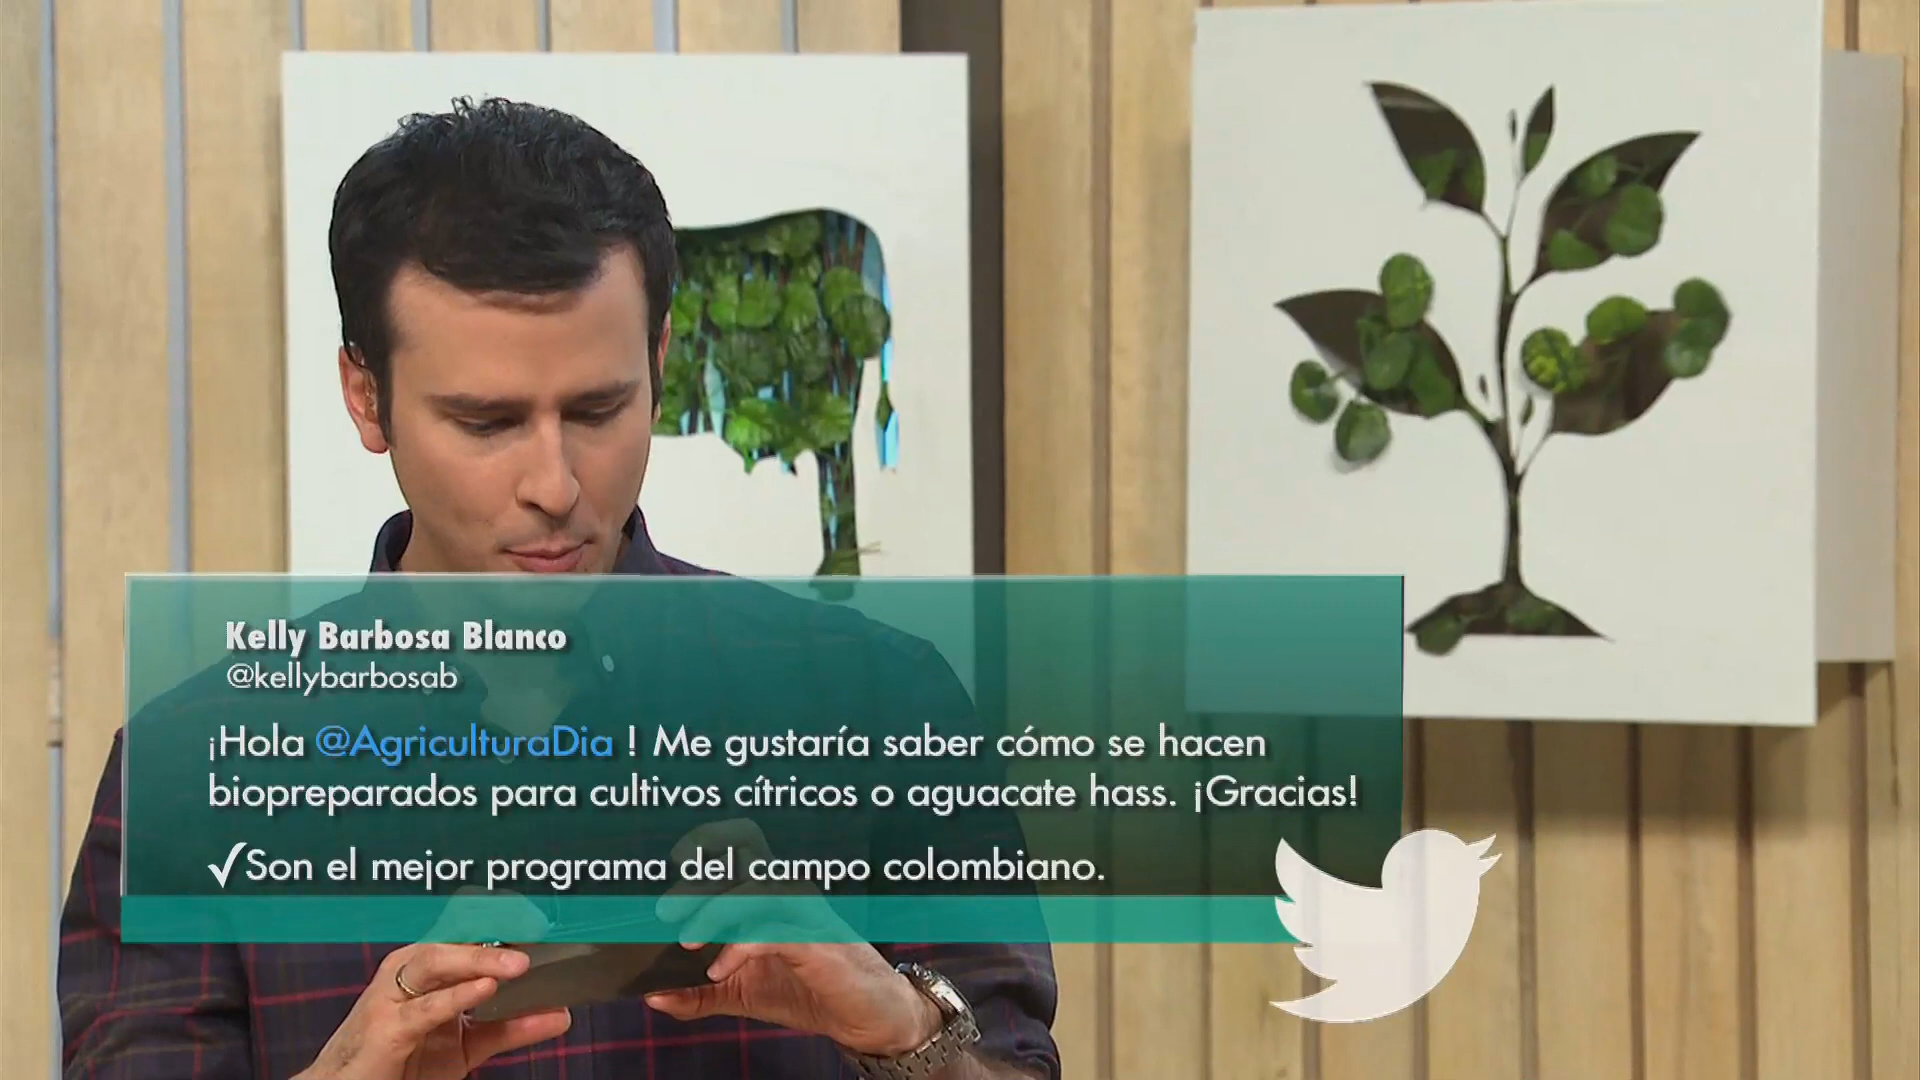 Kelly Barbosa Blanco
@kellybarbosab
¡Hola @AgriculturaDia ! Me gustaría saber cómo se hacen
biopreparados para cultivos cítricos o aguacate hass. ¡Gracias!
✓Son el mejor programa del campo colombiano.